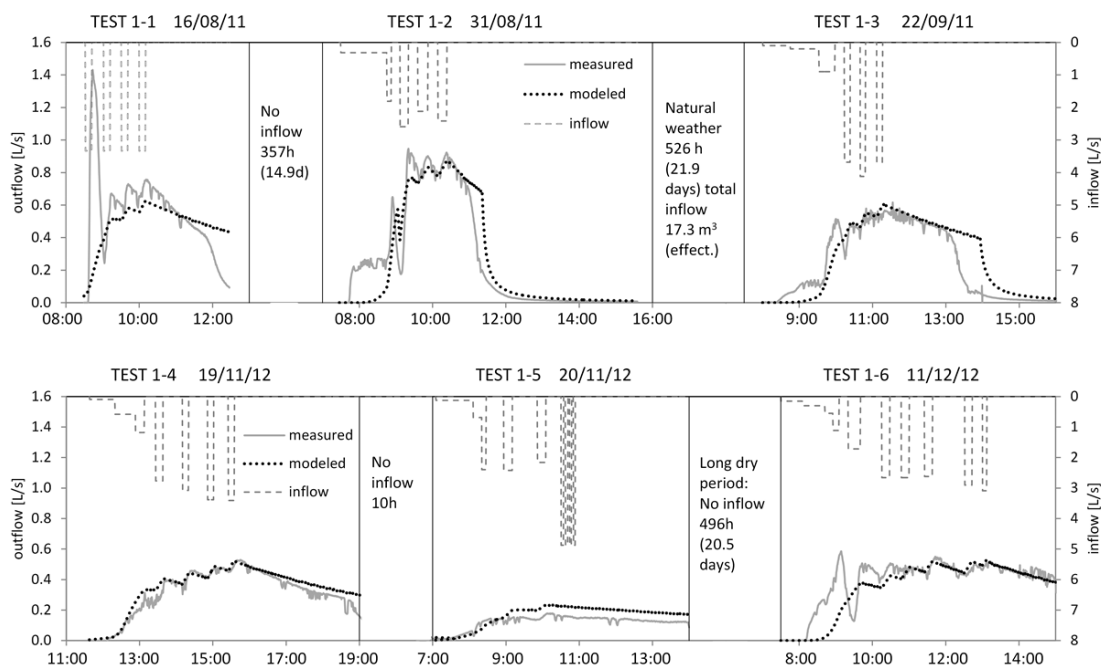 TEST 1-1 16/08/11
TEST 1-2 31/08/11
TEST 1-3 22/09/11
outflow [L/s]
1.6
1.4
1.2
1.0
0.8
0.6
0.4
0.2
0.0
08:00 10:00 12:00
No
inflow
357h
(14.9d)
measured
modeled
inflow
08:00 10:00 12:00 14:00 16:00
Natural
weather
526 h
(21.9
days) total
inflow
17.3 m³
(effect.)
9:00 11:00 13:00 15:00
0
1
2
3
4
5
6
7
8
inflow [L/s]
TEST 1-4 19/11/12
TEST 1-5 20/11/12
TEST 1-6 11/12/12
outflow [L/s]
1.6
1.4
1.2
1.0
0.8
0.6
0.4
0.2
0.0
measured
modeled
inflow
11:00 13:00 15:00 17:00 19:00
No
inflow
10h
7:00 9:00 11:00 13:00
Long dry
period:
No inflow
496h
(20.5
days)
8:00 10:00 12:00 14:00
0
1
2
3
4
5
6
7
8
inflow [L/s]